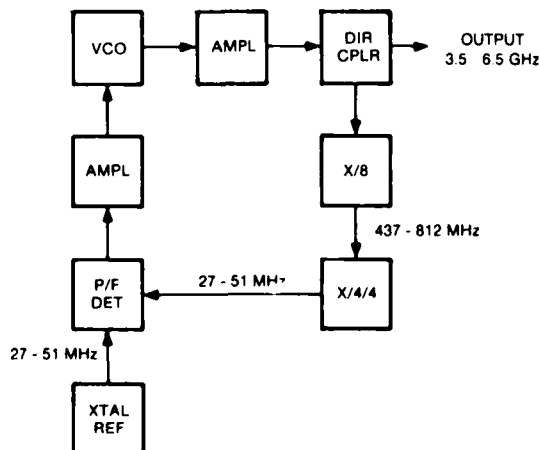 VCO
AMPL
DIR
CPLR
OUTPUT
3.5 6.5 GHz
AMPL
X/8
437 - 812 MHz
P/F
DET
27 - 51 MHz
X/4/4
27 - 51 MHz
XTAL
REF